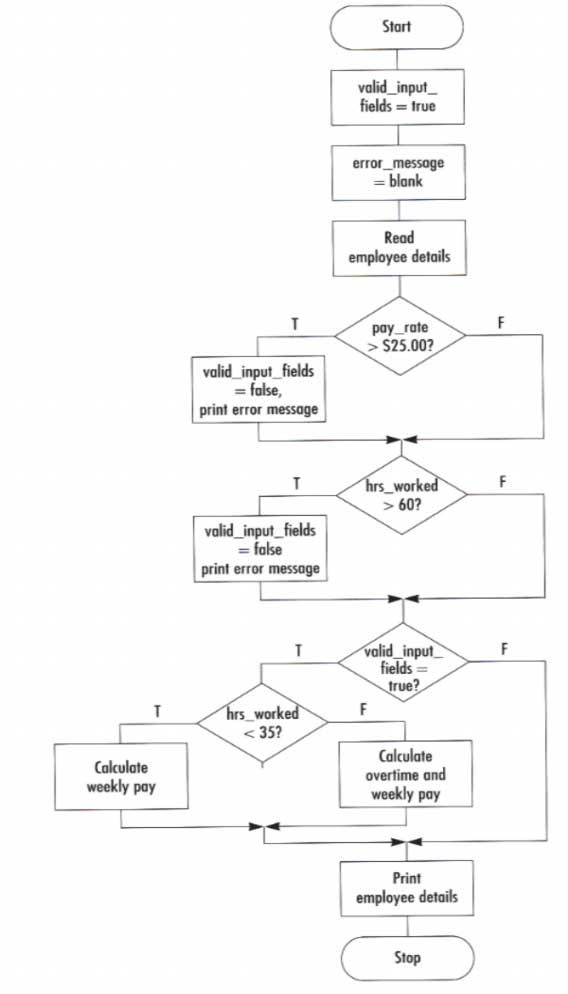 Start
valid_input_
fields = true
error_message
= blank
Read
employee details
T
F
pay_rate
> $25.00?
valid_input_fields
= false,
print error message
T
F
hrs_worked
> 60?
valid_input_fields
= false
print error message
T
F
valid_input_
fields =
true?
T
F
hrs_worked
< 35?
Calculate
weekly pay
Calculate
overtime and
weekly pay
Print
employee details
Stop